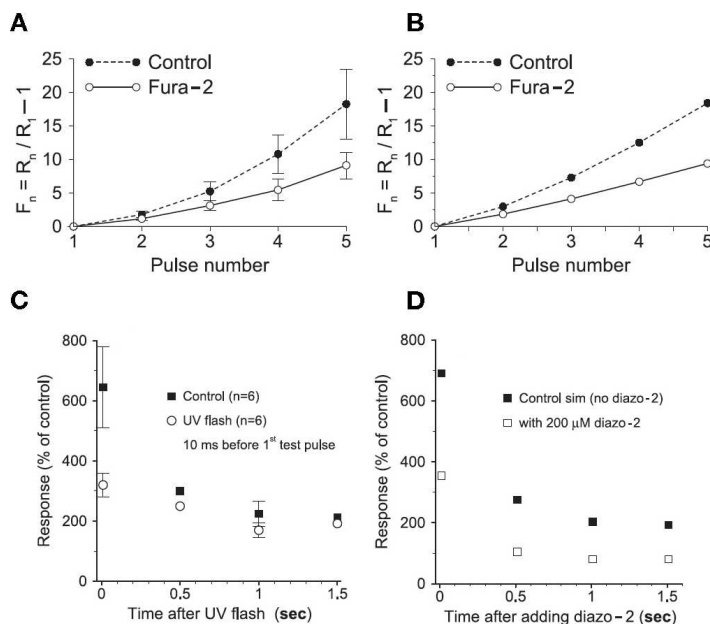 A
Control
Fura-2
25
20
15
10
5
0
F_n = R_n / R_1 − 1
1 2 3 4 5
Pulse number
B
Control
Fura-2
25
20
15
10
5
0
F_n = R_n / R_1 − 1
1 2 3 4 5
Pulse number
C
800
600
400
200
0
Response (% of control)
Control (n=6)
UV flash (n=6)
10 ms before 1st test pulse
0 0.5 1 1.5
Time after UV flash (sec)
D
800
600
400
200
0
Response (% of control)
Control sim (no diazo-2)
with 200 μM diazo-2
0 0.5 1 1.5
Time after adding diazo-2 (sec)